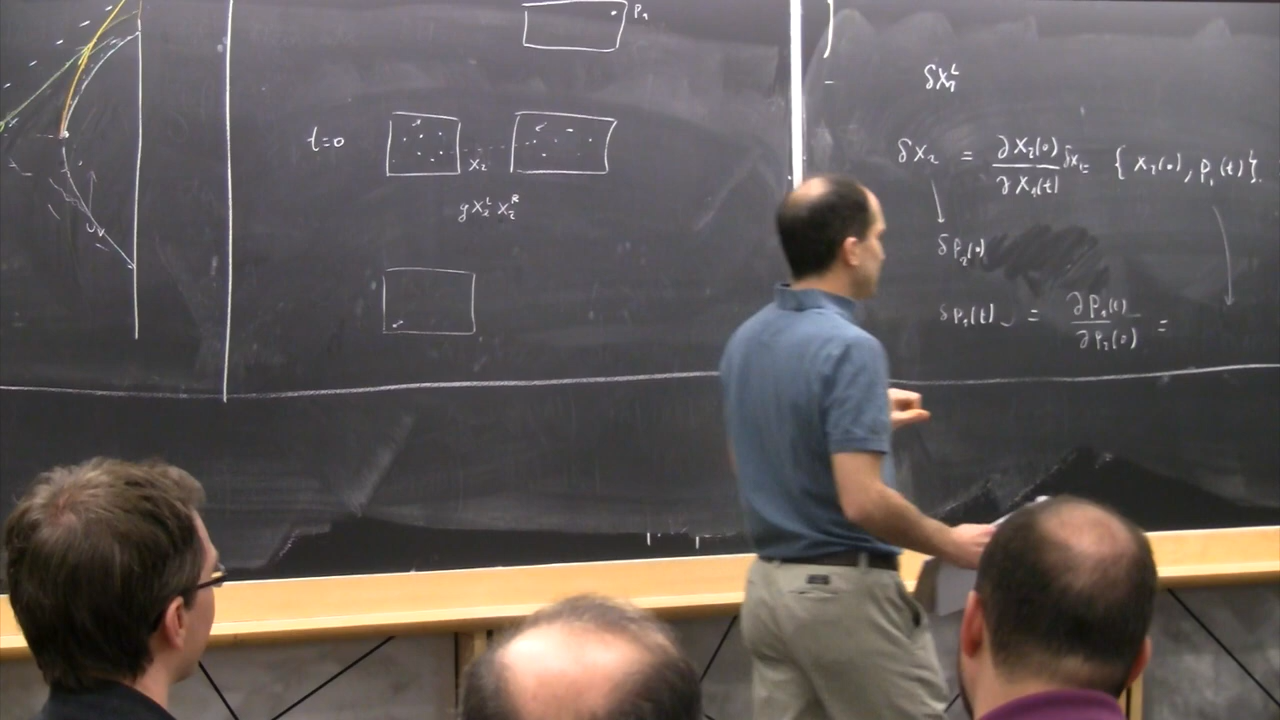 P₁
t=0
X₂
g X₂ᴸ X₂ᴿ
δX₁ᴸ
δX₂ = ∂X₂(0)/∂X₁(t) δX₁ = { X₂(0), P₁(t) }.
δP₂(0)
δP₁(t) = ∂P₁(t)/∂P₂(0) =